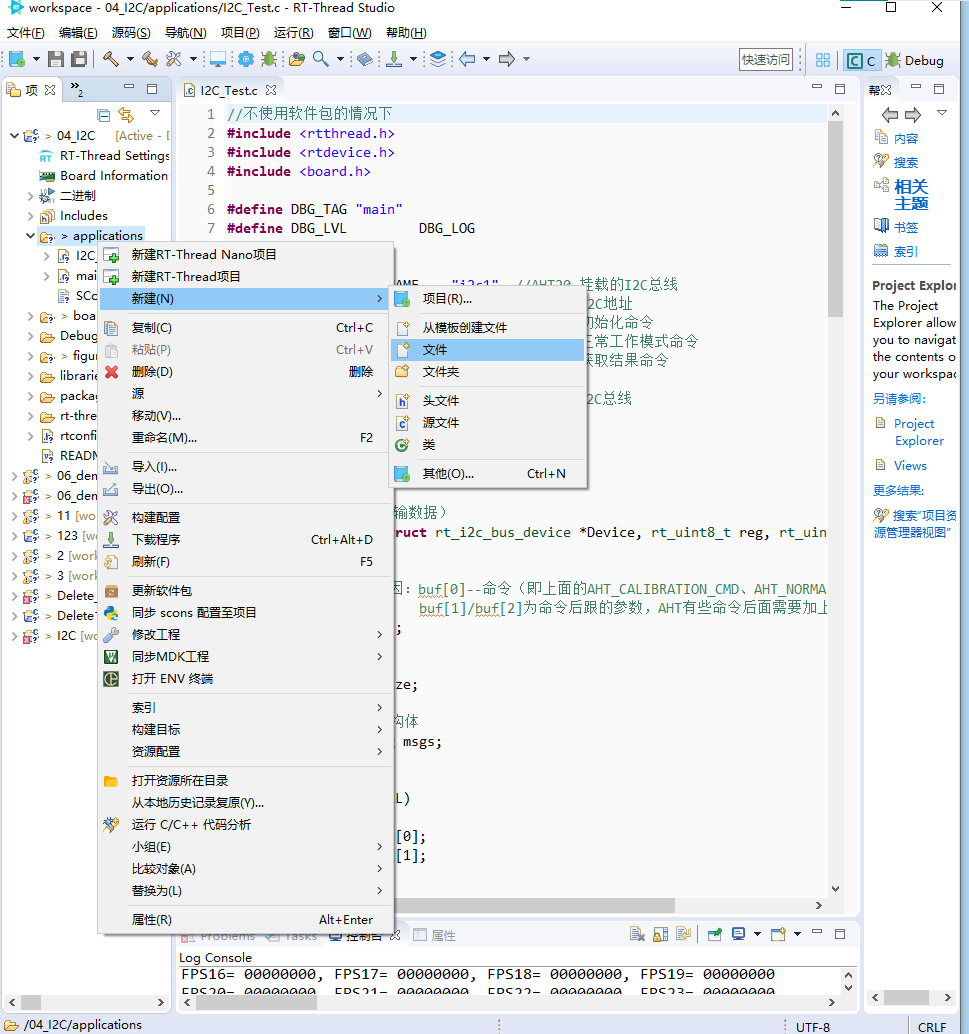 workspace - 04_I2C/applications/I2C_Test.c - RT-Thread Studio
文件(F) 编辑(E) 源码(S) 导航(N) 项目(P) 运行(R) 窗口(W) 帮助(H)
快速访问 C Debug
项 2
I2C_Test.c
帮
> 04_I2C [Active - D
RT-Thread Settings
Board Information
二进制
Includes
> applications
I2C_
mai
SCo
> boa
Debug
> figur
librarie
packag
rt-thre
rtconfi
READM
> 06_den
> 06_den
> 11 [wo
> 123 [wo
> 2 [work
> 3 [work
> Delete_
> DeleteT
> I2C [wo
1 //不使用软件包的情况下
2 #include <rtthread.h>
3 #include <rtdevice.h>
4 #include <board.h>
5
6 #define DBG_TAG "main"
7 #define DBG_LVL DBG_LOG
AME "i2c1" //AHT20 挂载的I2C总线
2C地址
初始化命令
正常工作模式命令
获取结果命令
2C总线
输数据）
ruct rt_i2c_bus_device *Device, rt_uint8_t reg, rt_uin
因：buf[0]--命令（即上面的AHT_CALIBRATION_CMD、AHT_NORMA
buf[1]/buf[2]为命令后跟的参数，AHT有些命令后面需要加上
;
ze;
构体
msgs;
L)
[0];
[1];
新建RT-Thread Nano项目
新建RT-Thread项目
新建(N)
复制(C) Ctrl+C
粘贴(P) Ctrl+V
删除(D) 删除
源
移动(V)...
重命名(M)... F2
导入(I)...
导出(O)...
构建配置
下载程序 Ctrl+Alt+D
刷新(F) F5
更新软件包
同步 scons 配置至项目
修改工程
同步MDK工程
打开 ENV 终端
索引
构建目标
资源配置
打开资源所在目录
从本地历史记录复原(Y)...
运行 C/C++ 代码分析
小组(E)
比较对象(A)
替换为(L)
属性(R) Alt+Enter
项目(R)...
从模板创建文件
文件
文件夹
头文件
源文件
类
其他(O)... Ctrl+N
内容
搜索
相关
主题
书签
索引
Project Explor
The Project
Explorer allow
you to navigat
the contents o
your workspac
另请参阅:
Project
Explorer
Views
更多结果:
搜索"项目资
源管理器视图"
Problems Tasks 控制台 属性
Log Console
FPS16= 00000000, FPS17= 00000000, FPS18= 00000000, FPS19= 00000000
FPS20= 00000000, FPS21= 00000000, FPS22= 00000000, FPS23= 00000000
/04_I2C/applications UTF-8 CRLF